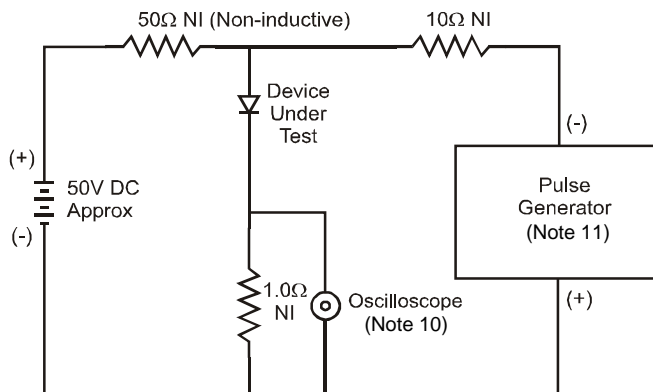 50Ω NI (Non-inductive)
10Ω NI
Device
Under
Test
(+)
50V DC
Approx
(-)
(-)
Pulse
Generator
(Note 11)
(+)
1.0Ω
NI
Oscilloscope
(Note 10)